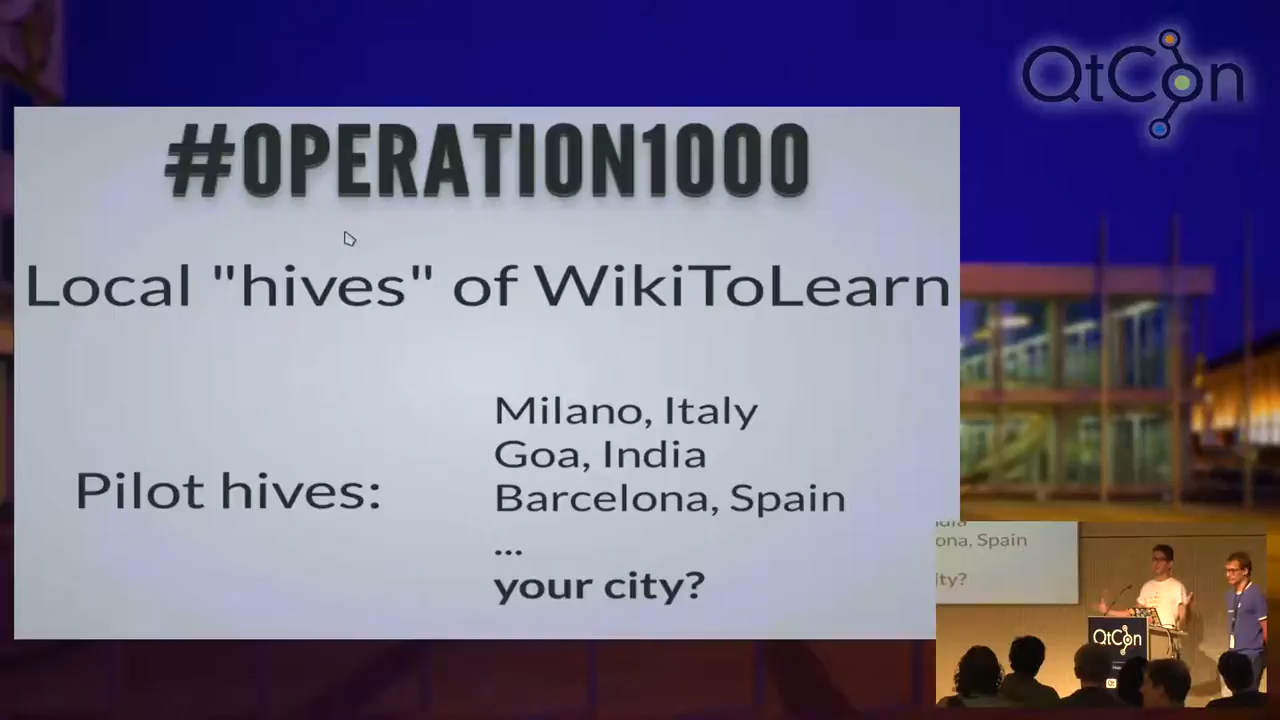 QtCon
#OPERATION1000
Local "hives" of WikiToLearn
Milano, Italy
Goa, India
Pilot hives:
Barcelona, Spain
...
your city?
ona, Spain
ity?
QtCon
Qt